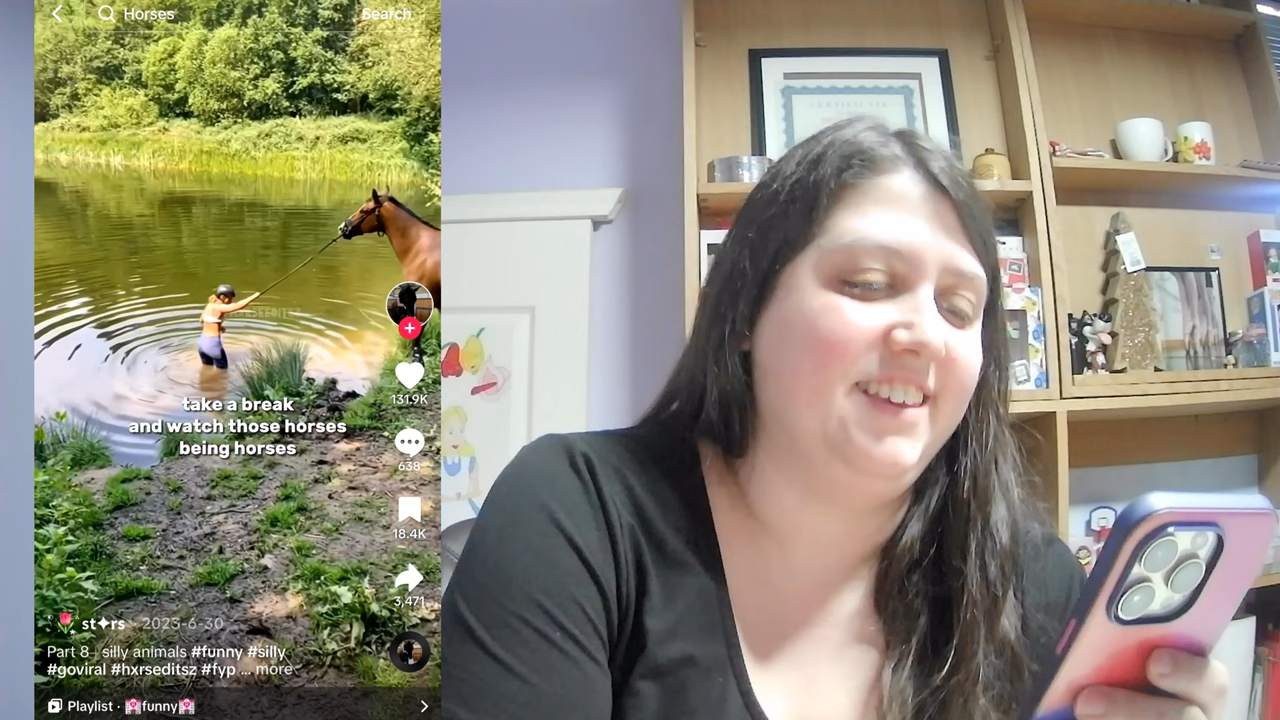 Horses
Search
take a break
and watch those horses
being horses
131.9K
638
18.4K
3,471
st✦rs · 2023-6-30
Part 8 | silly animals #funny #silly
#goviral #hxrseditsz #fyp ... more
Playlist · 🏩funny🏩
CERTIFICATE